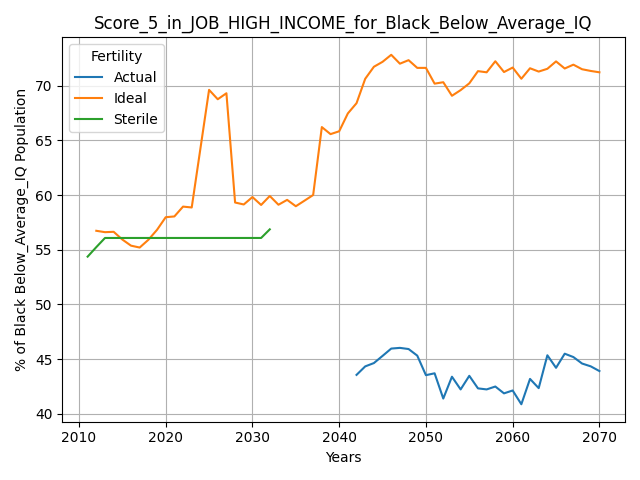 Score_5_in_JOB_HIGH_INCOME_for_Black_Below_Average_IQ
Fertility
Actual
Ideal
Sterile
% of Black Below_Average_IQ Population
70
65
60
55
50
45
40
2010 2020 2030 2040 2050 2060 2070
Years